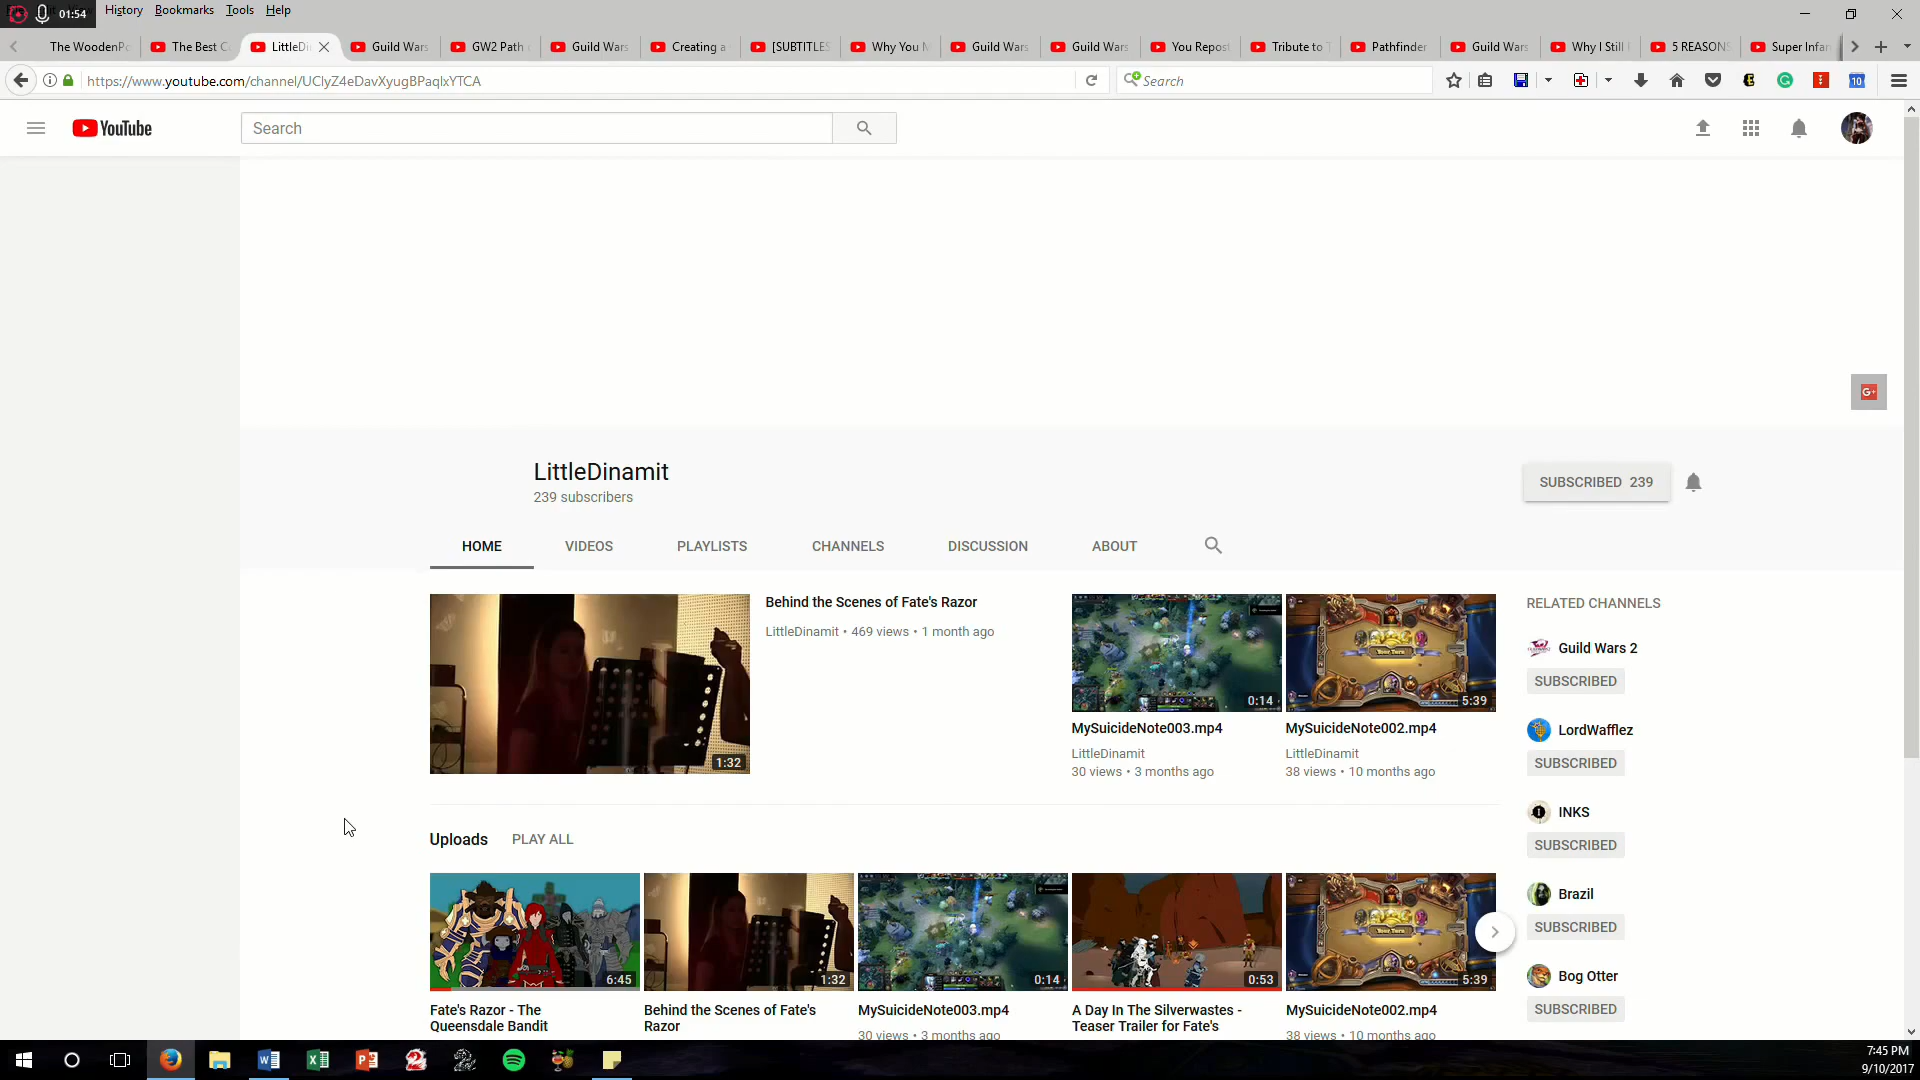 01:54
History Bookmarks Tools Help
The WoodenPo
The Best C
LittleDi
Guild Wars
GW2 Path
Guild Wars
Creating a
[SUBTITLES
Why You M
Guild Wars
Guild Wars
You Repost
Tribute to T
Pathfinder
Guild Wars
Why I Still
5 REASONS
Super Infan
Search
YouTube
Search
G+
LittleDinamit
239 subscribers
SUBSCRIBED 239
HOME VIDEOS PLAYLISTS CHANNELS DISCUSSION ABOUT
1:32
Behind the Scenes of Fate's Razor
LittleDinamit • 469 views • 1 month ago
0:14
MySuicideNote003.mp4
LittleDinamit
30 views • 3 months ago
Your Turn
5:39
MySuicideNote002.mp4
LittleDinamit
38 views • 10 months ago
RELATED CHANNELS
Guild Wars 2
SUBSCRIBED
LordWafflez
SUBSCRIBED
INKS
SUBSCRIBED
Brazil
SUBSCRIBED
Bog Otter
SUBSCRIBED
Uploads PLAY ALL
6:45
Fate's Razor - The
Queensdale Bandit
1:32
Behind the Scenes of Fate's
Razor
0:14
MySuicideNote003.mp4
30 views • 3 months ago
0:53
A Day In The Silverwastes -
Teaser Trailer for Fate's
Your Turn
5:39
MySuicideNote002.mp4
38 views • 10 months ago
7:45 PM
9/10/2017